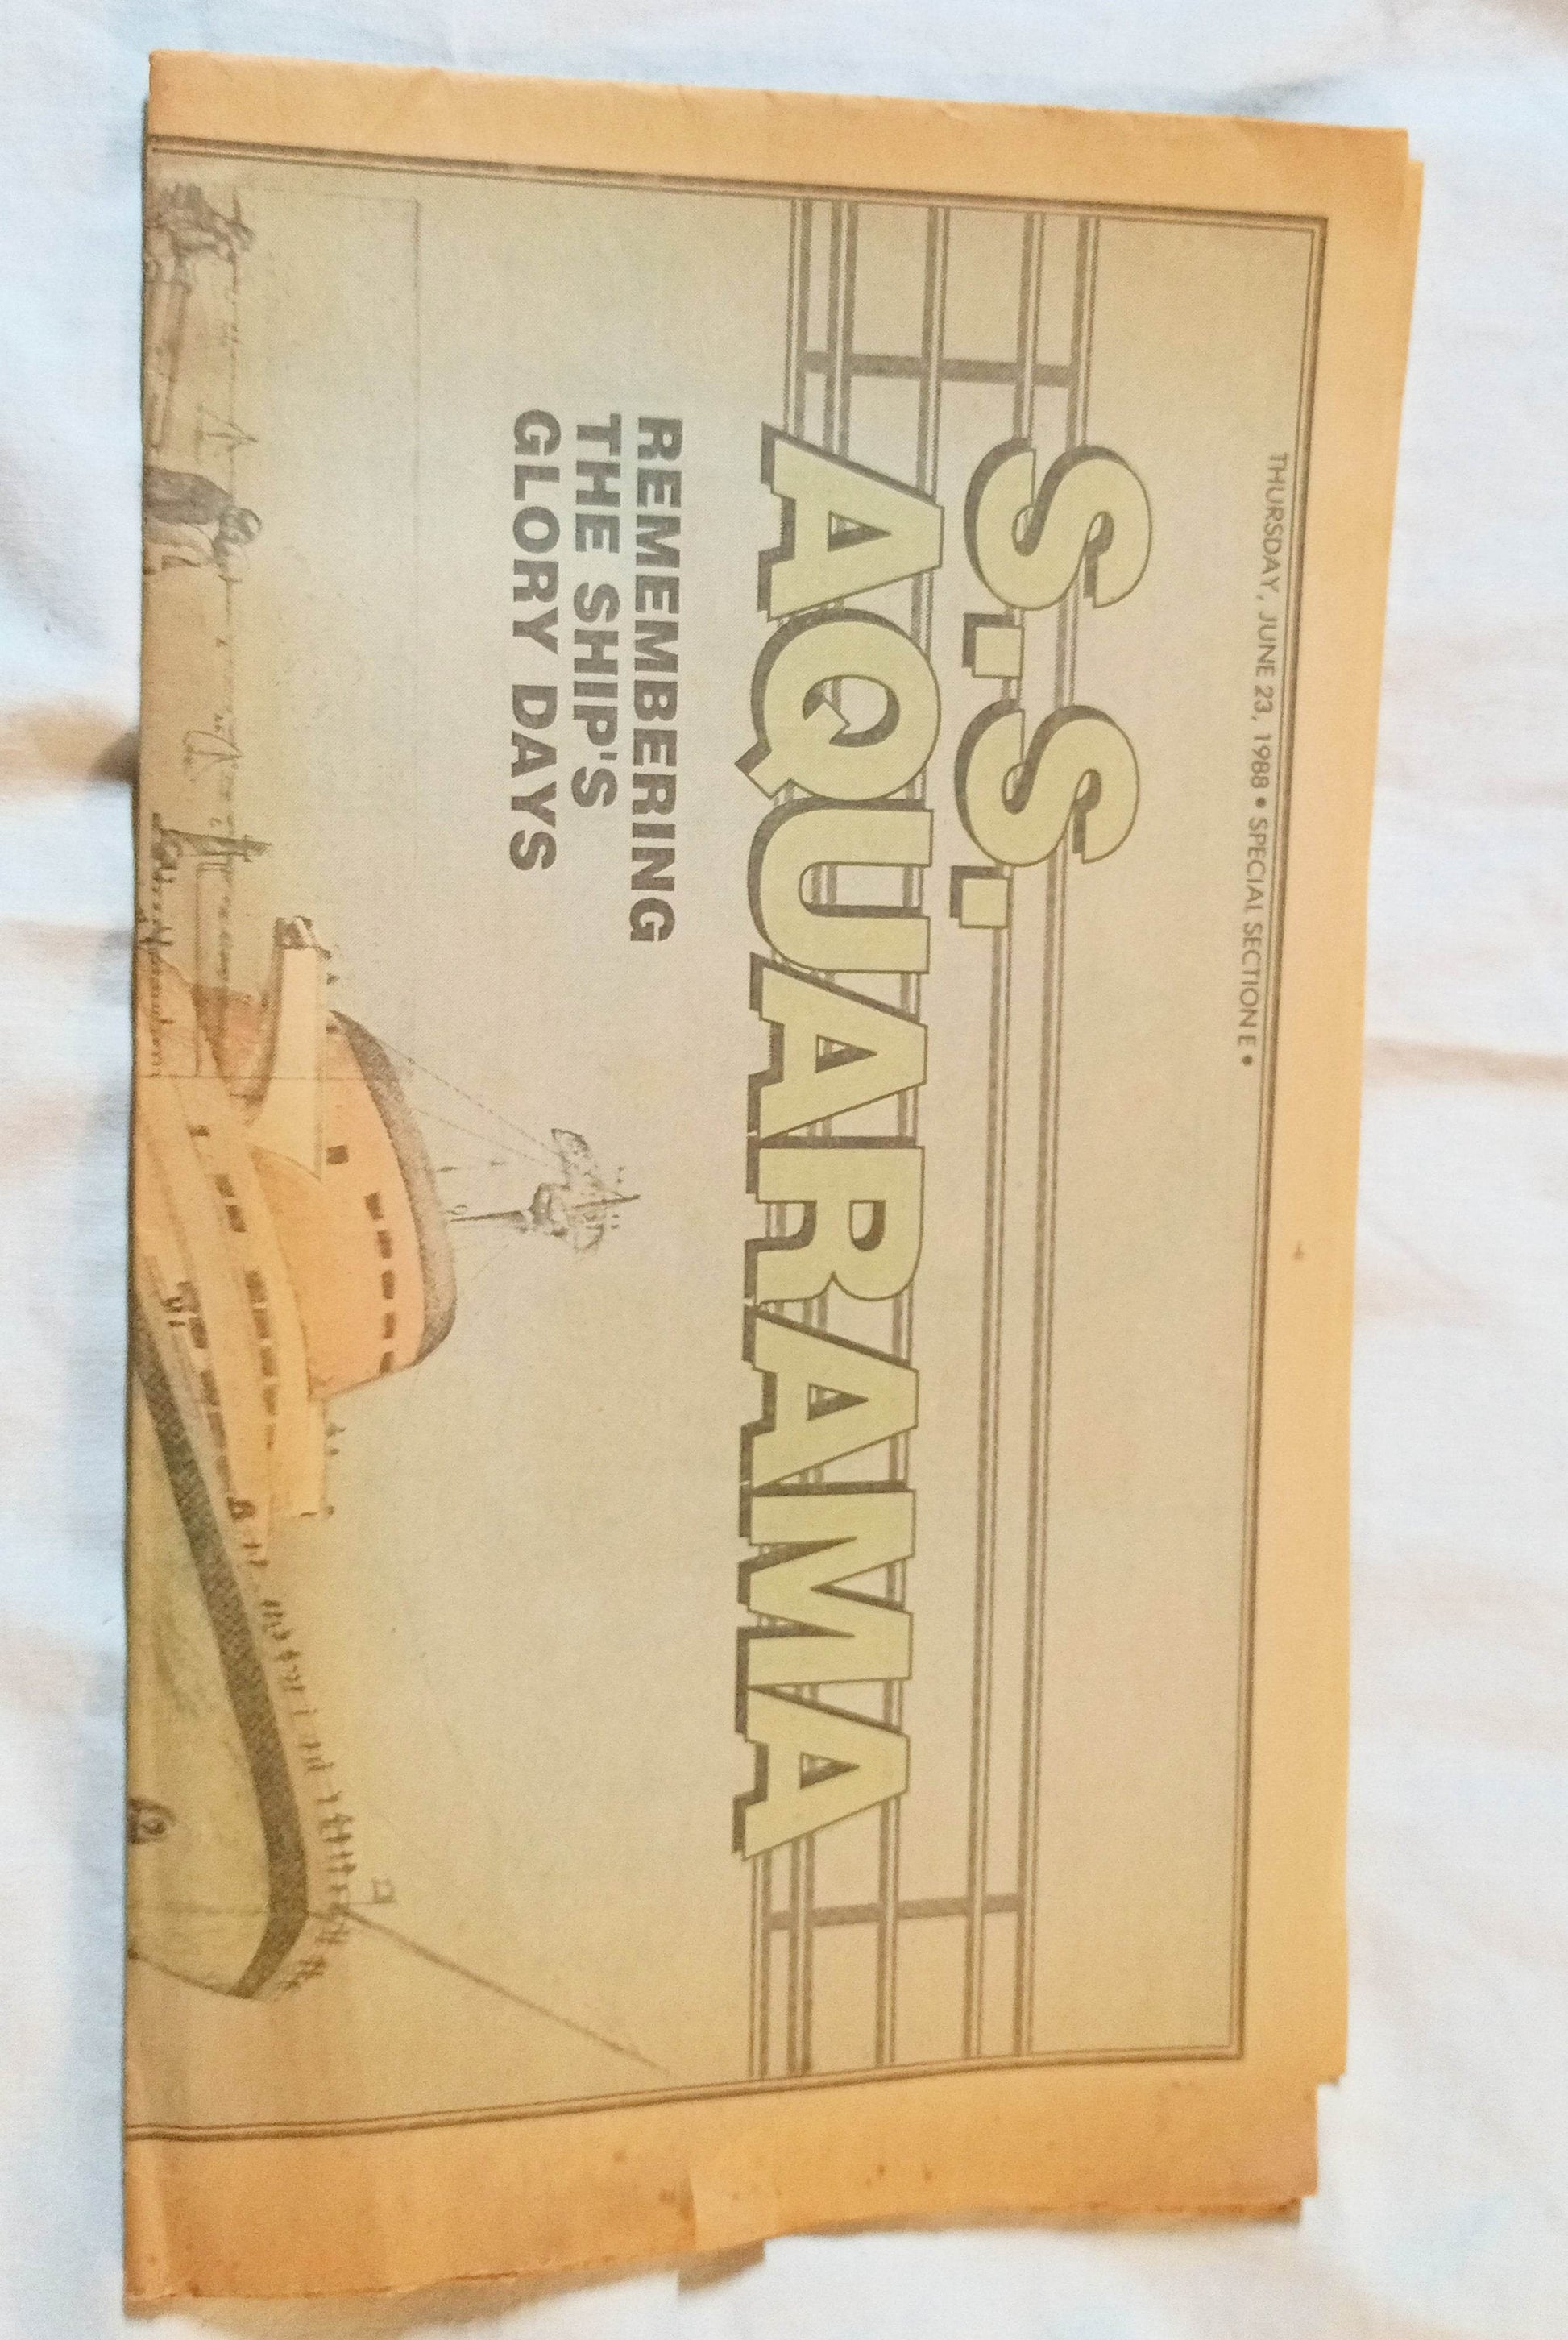 THURSDAY, JUNE 23, 1988 • SPECIAL SECTION E •
S.S.
AQUARAMA
REMEMBERING
THE SHIP'S
GLORY DAYS